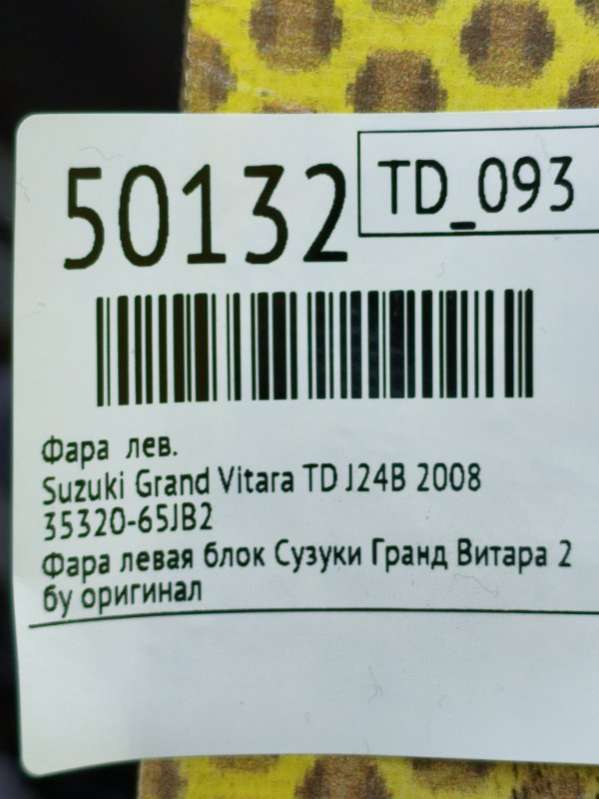 50132
TD_093
Фара лев.
Suzuki Grand Vitara TD J24B 2008
35320-65JB2
Фара левая блок Сузуки Гранд Витара 2
бу оригинал